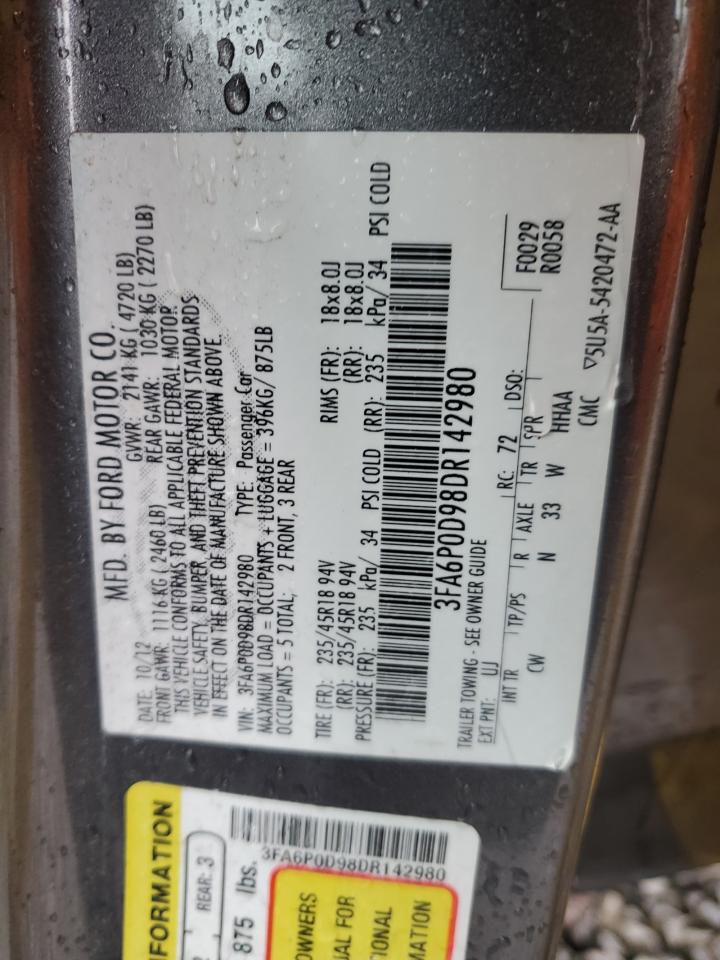 MFD. BY FORD MOTOR CO.
DATE: 10/12 GVWR: 2141 KG ( 4720 LB)
FRONT GAWR: 1116 KG ( 2460 LB) REAR GAWR: 1030 KG ( 2270 LB)
THIS VEHICLE CONFORMS TO ALL APPLICABLE FEDERAL MOTOR
VEHICLE SAFETY, BUMPER, AND THEFT PREVENTION STANDARDS
IN EFFECT ON THE DATE OF MANUFACTURE SHOWN ABOVE.
VIN: 3FA6P0D98DR142980 TYPE: Passenger Car
MAXIMUM LOAD = OCCUPANTS + LUGGAGE = 396KG/ 875LB
OCCUPANTS = 5 TOTAL; 2 FRONT, 3 REAR
TIRE (FR): 235/45R18 94V RIMS (FR): 18x8.0J
(RR): 235/45R18 94V (RR): 18x8.0J
PRESSURE (FR): 235 kPa/ 34 PSI COLD (RR): 235 kPa/ 34 PSI COLD
3FA6P0D98DR142980
TRAILER TOWING - SEE OWNER GUIDE
EXT PNT: UJ RC: 72 DSO: F0029
INT TR TP/PS R AXLE TR SPR R0058
CW N 33 W HHAA
CMC ▽5U5A-5420472-AA
FORMATION
REAR: 3
875 lbs.
3FA6P0D98DR142980
OWNERS
FOR
MATION